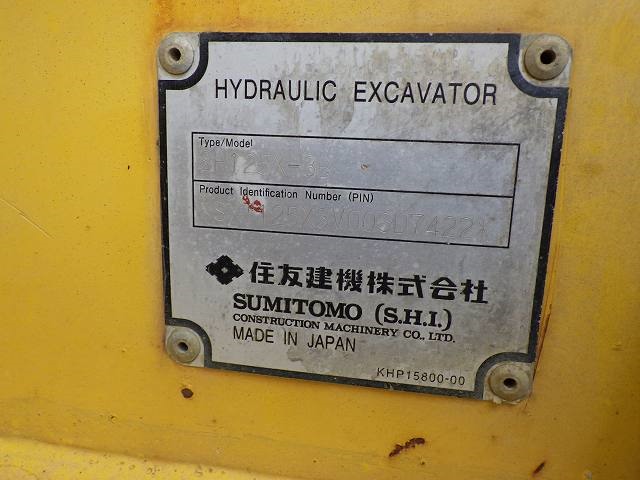 HYDRAULIC EXCAVATOR
Type/Model
Product Identification Number (PIN)
住友建機株式会社
SUMITOMO (S.H.I.)
CONSTRUCTION MACHINERY CO., LTD.
MADE IN JAPAN
KHP15800-00